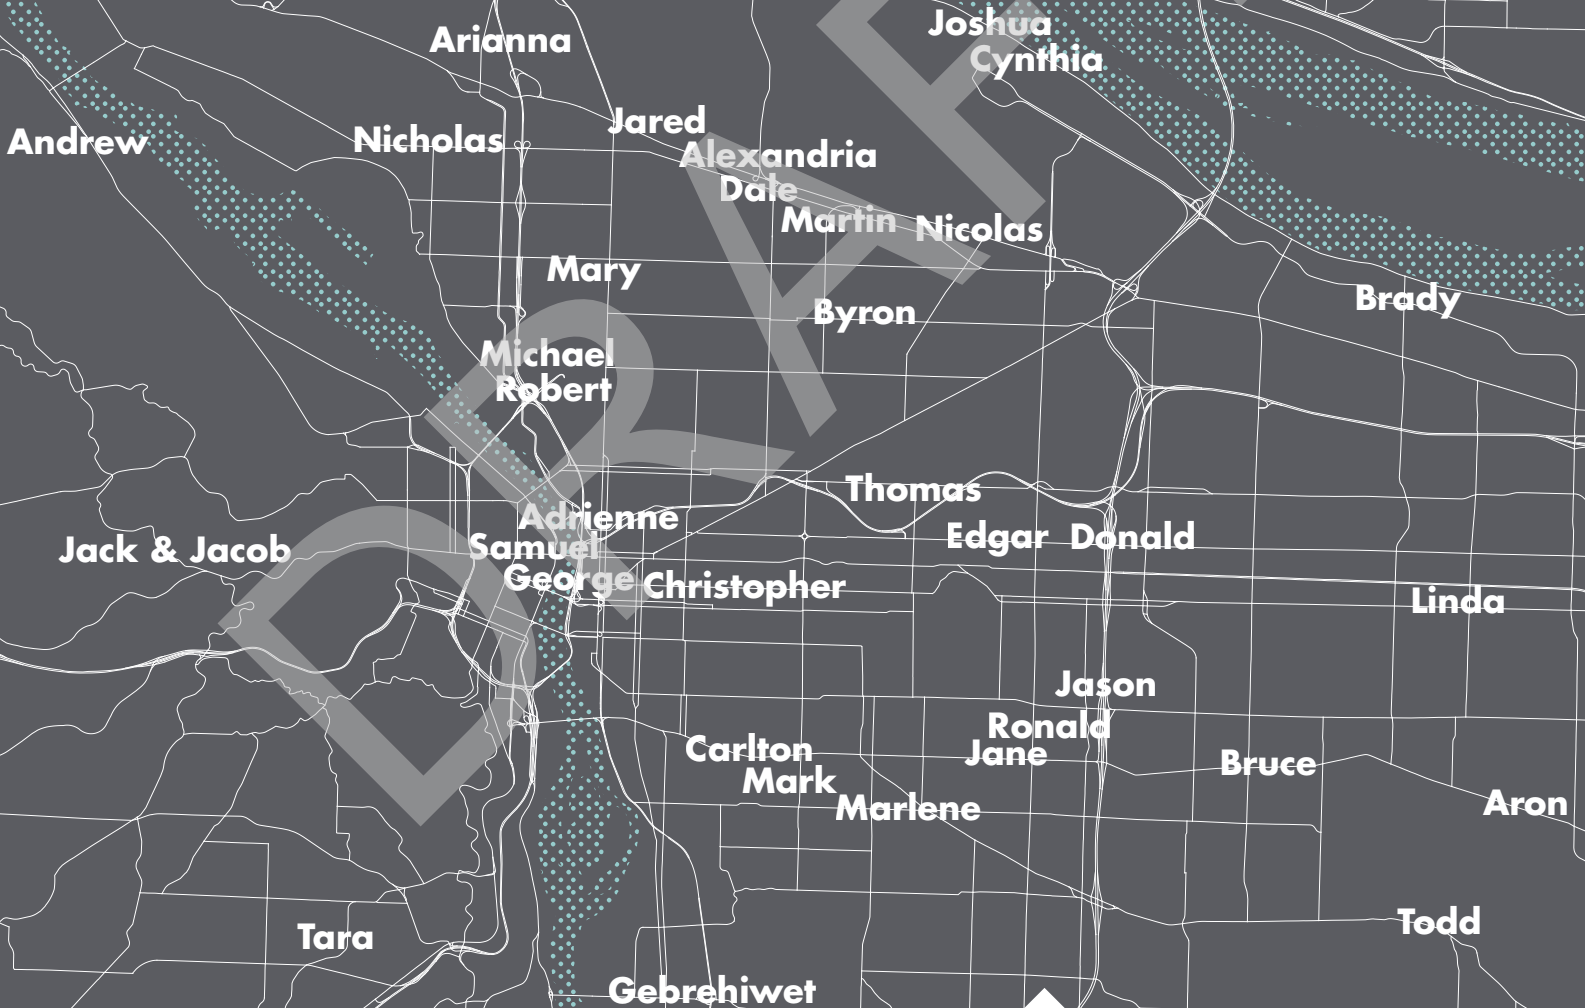 Joshua
Arianna
Cynthia
Jared
Andrew
Nicholas
Alexandria
Dale
Martin
Nicolas
Mary
Brady
Byron
Michael
Robert
Thomas
Adrienne
Edgar
Donald
Samuel
Jack & Jacob
George
Christopher
Linda
Jason
Ronald
Carlton
Jane
Bruce
Mark
Aron
Marlene
Todd
Tara
Gebrehiwet
DRAF